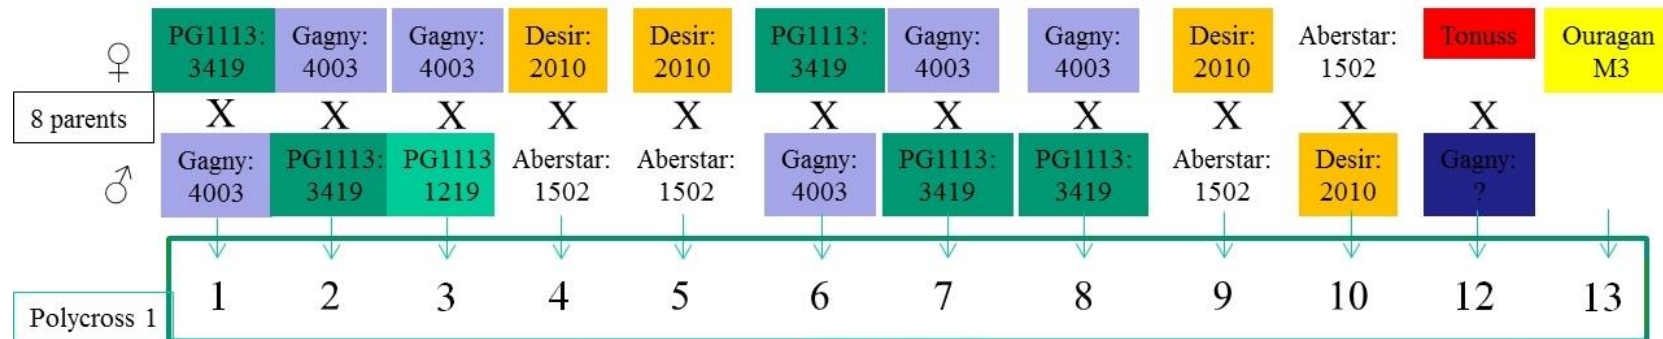 ♀ PG1113: Gagny: Gagny: Desir: Desir: PG1113: Gagny: Gagny: Desir: Aberstar: Tonuss Ouragan
3419 4003 4003 2010 2010 3419 4003 4003 2010 1502 M3
8 parents X X X X X X X X X X X
♂ Gagny: PG1113: PG1113 Aberstar: Aberstar: Gagny: PG1113: PG1113: Aberstar: Desir: Gagny:
4003 3419 1219 1502 1502 4003 3419 3419 1502 2010 ?
Polycross 1 1 2 3 4 5 6 7 8 9 10 12 13